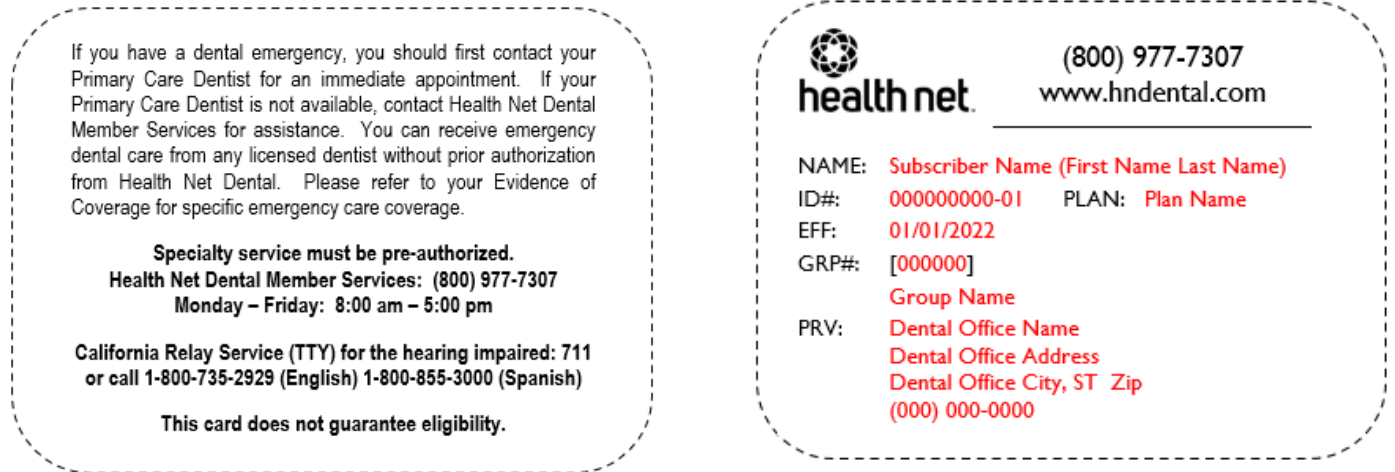 If you have a dental emergency, you should first contact your
Primary Care Dentist for an immediate appointment. If your
Primary Care Dentist is not available, contact Health Net Dental
Member Services for assistance. You can receive emergency
dental care from any licensed dentist without prior authorization
from Health Net Dental. Please refer to your Evidence of
Coverage for specific emergency care coverage.
Specialty service must be pre-authorized.
Health Net Dental Member Services: (800) 977-7307
Monday – Friday: 8:00 am – 5:00 pm
California Relay Service (TTY) for the hearing impaired: 711
or call 1-800-735-2929 (English) 1-800-855-3000 (Spanish)
This card does not guarantee eligibility.
health net.
(800) 977-7307
www.hndental.com
NAME: Subscriber Name (First Name Last Name)
ID#: 000000000-01 PLAN: Plan Name
EFF: 01/01/2022
GRP#: [000000]
Group Name
PRV: Dental Office Name
Dental Office Address
Dental Office City, ST Zip
(000) 000-0000